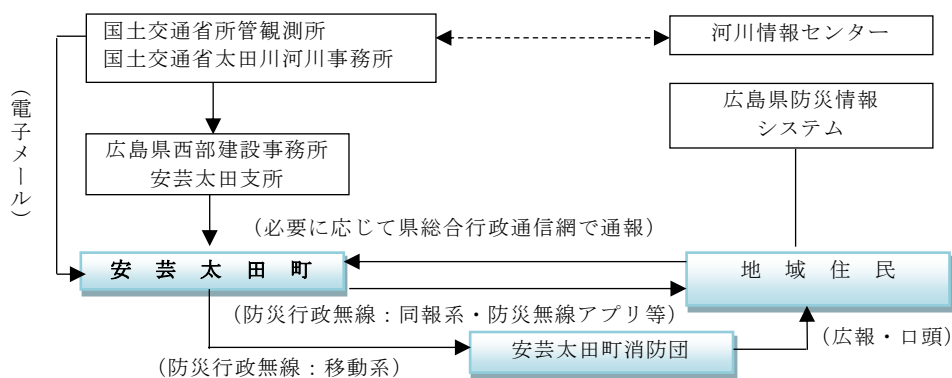 国土交通省所管観測所
国土交通省太田川河川事務所
河川情報センター
(電子メール)
広島県防災情報
システム
広島県西部建設事務所
安芸太田支所
(必要に応じて県総合行政通信網で通報)
安芸太田町
地域住民
(防災行政無線:同報系・防災無線アプリ等)
(広報・口頭)
安芸太田町消防団
(防災行政無線:移動系)